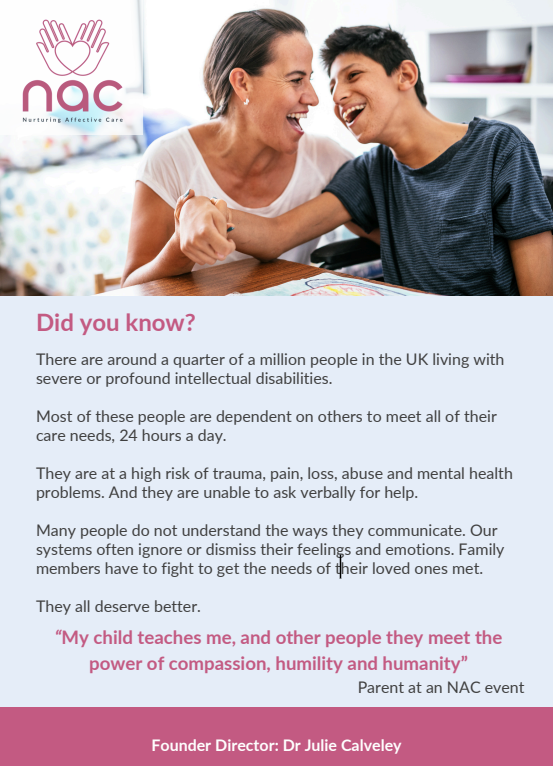 nac
Nurturing Affective Care
Did you know?
There are around a quarter of a million people in the UK living with
severe or profound intellectual disabilities.
Most of these people are dependent on others to meet all of their
care needs, 24 hours a day.
They are at a high risk of trauma, pain, loss, abuse and mental health
problems. And they are unable to ask verbally for help.
Many people do not understand the ways they communicate. Our
systems often ignore or dismiss their feelings and emotions. Family
members have to fight to get the needs of their loved ones met.
They all deserve better.
“My child teaches me, and other people they meet the
power of compassion, humility and humanity”
Parent at an NAC event
Founder Director: Dr Julie Calveley